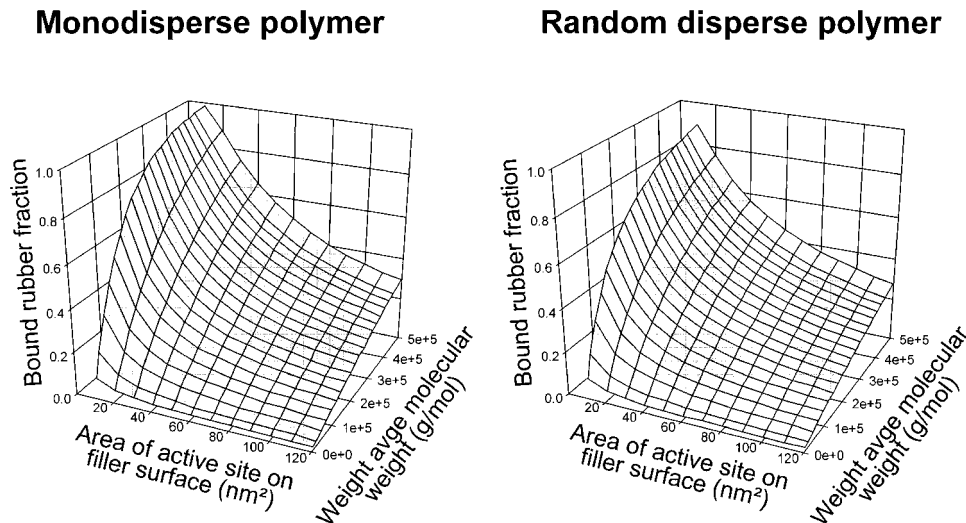 Monodisperse polymer
Random disperse polymer
Bound rubber fraction
1.0
0.8
0.6
0.4
0.2
0.0
20
40
60
80
100
120
0e+0
1e+5
2e+5
3e+5
4e+5
5e+5
Area of active site on
filler surface (nm²)
Weight avge molecular
weight (g/mol)
Bound rubber fraction
1.0
0.8
0.6
0.4
0.2
0.0
20
40
60
80
100
120
0e+0
1e+5
2e+5
3e+5
4e+5
5e+5
Area of active site on
filler surface (nm²)
Weight avge molecular
weight (g/mol)